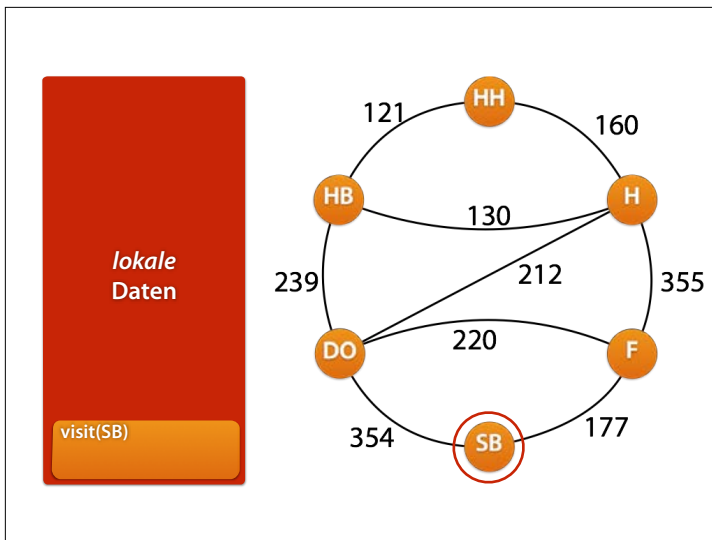 lokale
Daten
visit(SB)
HH
121
160
HB
H
130
239
212
355
220
DO
F
354
177
SB